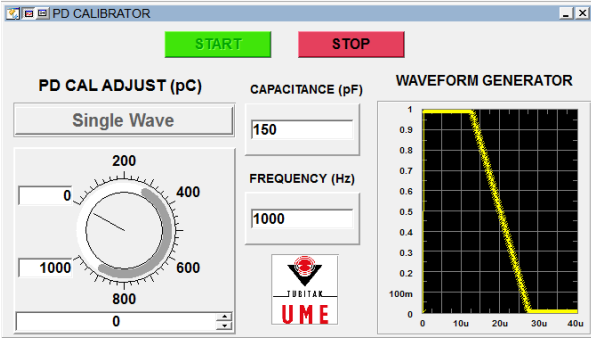 PD CALIBRATOR
START
STOP
PD CAL ADJUST (pC)
Single Wave
200
0
400
1000
600
800
0
CAPACITANCE (pF)
150
FREQUENCY (Hz)
1000
TUBITAK
UME
WAVEFORM GENERATOR
1
0.9
0.8
0.7
0.6
0.5
0.4
0.3
0.2
100m
0
0 10u 20u 30u 40u